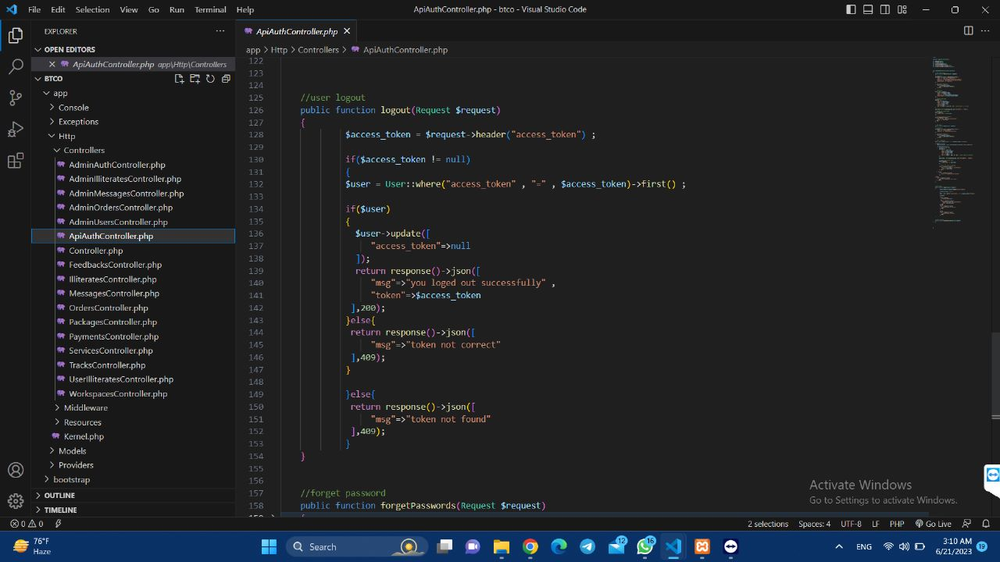 File Edit Selection View Go Run Terminal Help ApiAuthController.php - btco - Visual Studio Code
EXPLORER
OPEN EDITORS
ApiAuthController.php app\Http\Controllers
BTCO
app
Console
Exceptions
Http
Controllers
AdminAuthController.php
AdminIlliteratesController.php
AdminMessagesController.php
AdminOrdersController.php
AdminUsersController.php
ApiAuthController.php
Controller.php
FeedbacksController.php
IlliteratesController.php
MessagesController.php
OrdersController.php
PackagesController.php
PaymentsController.php
ServicesController.php
TracksController.php
UserIlliteratesController.php
WorkspacesController.php
Middleware
Resources
Kernel.php
Models
Providers
bootstrap
OUTLINE
TIMELINE
ApiAuthController.php
app > Http > Controllers > ApiAuthController.php
122
123
124
125 //user logout
126 public function logout(Request $request)
127 {
128 $access_token = $request->header("access_token") ;
129
130 if($access_token != null)
131 {
132 $user = User::where("access_token" , "=" , $access_token)->first() ;
133
134 if($user)
135 {
136 $user->update([
137 "access_token"=>null
138 ]);
139 return response()->json([
140 "msg"=>"you loged out successfully" ,
141 "token"=>$access_token
142 ],200);
143 }else{
144 return response()->json([
145 "msg"=>"token not correct"
146 ],409);
147 }
148
149 }else{
150 return response()->json([
151 "msg"=>"token not found"
152 ],409);
153 }
154 }
155
156
157 //forget password
158 public function forgetPasswords(Request $request)
Activate Windows
Go to Settings to activate Windows.
0 0 2 selections Spaces: 4 UTF-8 LF PHP Go Live
76°F
Haze
Search
12
16
ENG
3:10 AM
6/21/2023
19